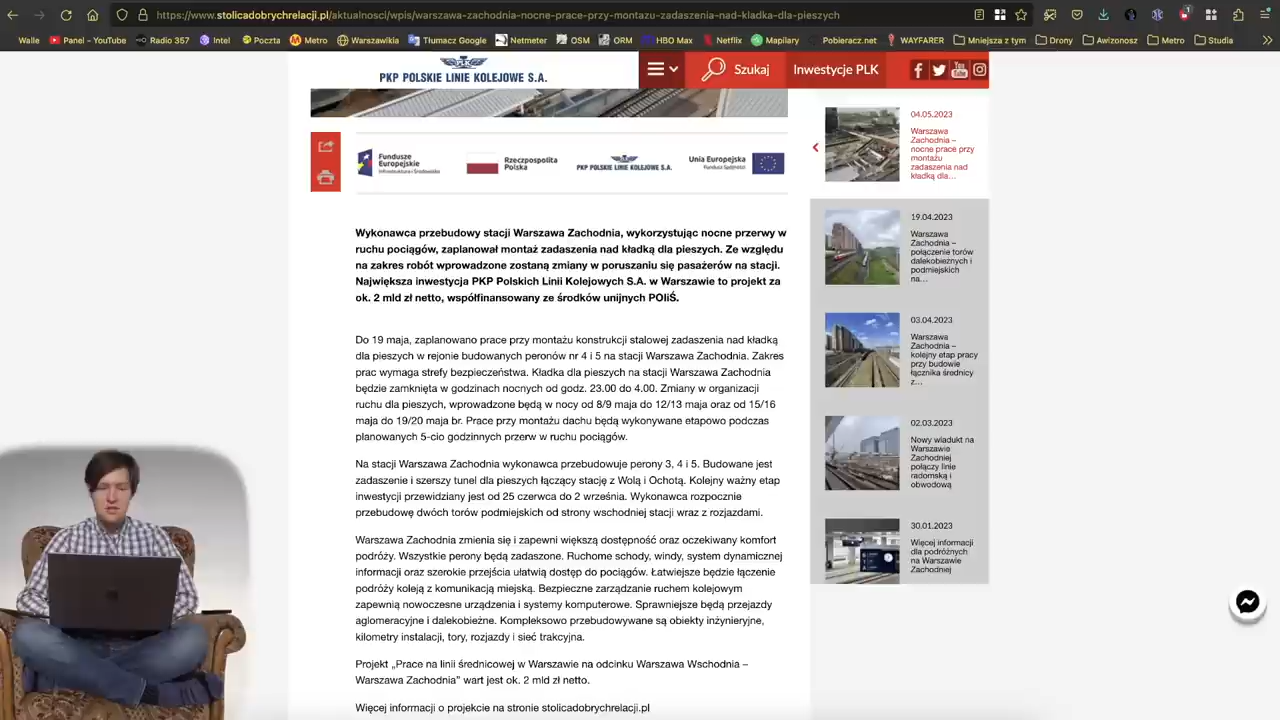 https://www.stolicadobrychrelacji.pl/artykul/warszawa-zachodnia-nocne-prace-przy-montazu-zadaszenia-nad-kladka-dla-pieszych
Walle Panel – YouTube Radio 357 Intel Poczta Metro Warszawikia Tłumacz Google Netmeter OSM ORM HBO Max Netflix Mapilary Pobieracz.net WAYFARER Mniejsza z tym Drony Awizonosz Metro Studia
PKP POLSKIE LINIE KOLEJOWE S.A.
Szukaj
Inwestycje PLK
Fundusze
Europejskie
Infrastruktura i Środowisko
Rzeczpospolita
Polska
PKP POLSKIE LINIE KOLEJOWE S.A.
Unia Europejska
Fundusz Spójności
Wykonawca przebudowy stacji Warszawa Zachodnia, wykorzystując nocne przerwy w
ruchu pociągów, zaplanował montaż zadaszenia nad kładką dla pieszych. Ze względu
na zakres robót wprowadzone zostaną zmiany w poruszaniu się pasażerów na stacji.
Największa inwestycja PKP Polskich Linii Kolejowych S.A. w Warszawie to projekt za
ok. 2 mld zł netto, współfinansowany ze środków unijnych POIiŚ.
Do 19 maja, zaplanowano prace przy montażu konstrukcji stalowej zadaszenia nad kładką
dla pieszych w rejonie budowanych peronów nr 4 i 5 na stacji Warszawa Zachodnia. Zakres
prac wymaga strefy bezpieczeństwa. Kładka dla pieszych na stacji Warszawa Zachodnia
będzie zamknięta w godzinach nocnych od godz. 23.00 do 4.00. Zmiany w organizacji
ruchu dla pieszych, wprowadzone będą w nocy od 8/9 maja do 12/13 maja oraz od 15/16
maja do 19/20 maja br. Prace przy montażu dachu będą wykonywane etapowo podczas
planowanych 5-cio godzinnych przerw w ruchu pociągów.
Na stacji Warszawa Zachodnia wykonawca przebudowuje perony 3, 4 i 5. Budowane jest
zadaszenie i szerszy tunel dla pieszych łączący stację z Wolą i Ochotą. Kolejny ważny etap
inwestycji przewidziany jest od 25 czerwca do 2 września. Wykonawca rozpocznie
przebudowę dwóch torów podmiejskich od strony wschodniej stacji wraz z rozjazdami.
Warszawa Zachodnia zmienia się i zapewni większą dostępność oraz oczekiwany komfort
podróży. Wszystkie perony będą zadaszone. Ruchome schody, windy, system dynamicznej
informacji oraz szerokie przejścia ułatwią dostęp do pociągów. Łatwiejsze będzie łączenie
podróży koleją z komunikacją miejską. Bezpieczne zarządzanie ruchem kolejowym
zapewnią nowoczesne urządzenia i systemy komputerowe. Sprawniejsze będą przejazdy
aglomeracyjne i dalekobieżne. Kompleksowo przebudowywane są obiekty inżynieryjne,
kilometry instalacji, tory, rozjazdy i sieć trakcyjna.
Projekt „Prace na linii średnicowej w Warszawie na odcinku Warszawa Wschodnia –
Warszawa Zachodnia” wart jest ok. 2 mld zł netto.
Więcej informacji o projekcie na stronie stolicadobrychrelacji.pl
04.05.2023
Warszawa
Zachodnia –
nocne prace przy
montażu
zadaszenia nad
kładką dla...
19.04.2023
Warszawa
Zachodnia –
połączenie torów
dalekobieżnych i
podmiejskich
na...
03.04.2023
Warszawa
Zachodnia –
kolejny etap pracy
przy budowie
łącznika średnicy
z...
02.03.2023
Nowy wiadukt na
Warszawie
Zachodniej
połączy linie
radomską i
obwodową
30.01.2023
Więcej informacji
dla podróżnych
na Warszawie
Zachodniej